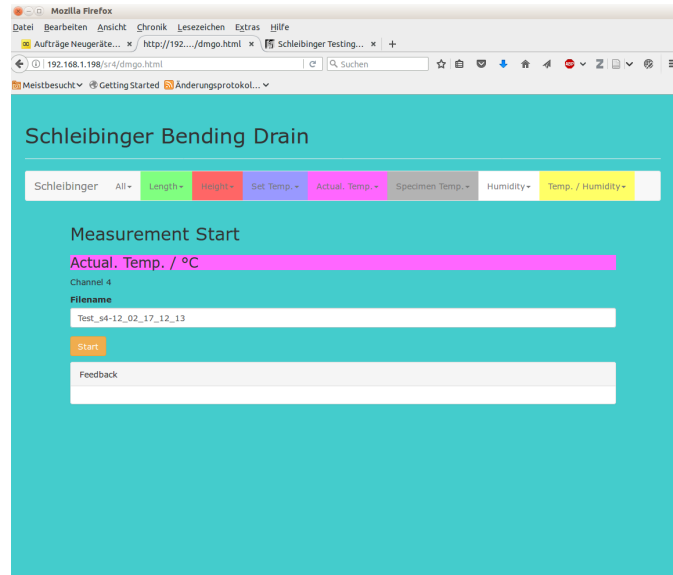 Mozilla Firefox
Datei Bearbeiten Ansicht Chronik Lesezeichen Extras Hilfe
Aufträge Neugeräte... × http://192..../dmgo.html × Schleibinger Testing... × +
192.168.1.198/sr4/dmgo.html Suchen
Meistbesucht Getting Started Änderungsprotokol...
Schleibinger Bending Drain
Schleibinger All Length Height Set Temp. Actual. Temp. Specimen Temp. Humidity Temp. / Humidity
Measurement Start
Actual. Temp. / °C
Channel 4
Filename
Test_s4-12_02_17_12_13
Start
Feedback